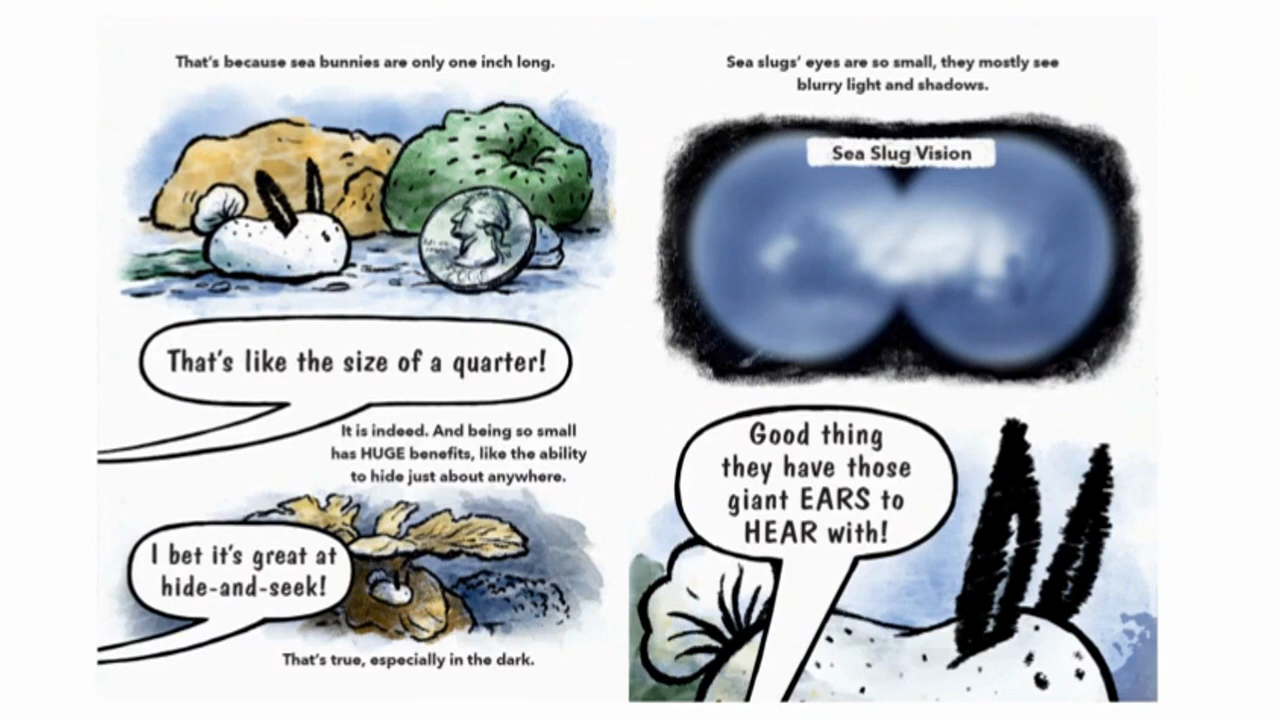 That's because sea bunnies are only one inch long.
That's like the size of a quarter!
It is indeed. And being so small
has HUGE benefits, like the ability
to hide just about anywhere.
I bet it's great at
hide-and-seek!
That's true, especially in the dark.
Sea slugs' eyes are so small, they mostly see
blurry light and shadows.
Sea Slug Vision
Good thing
they have those
giant EARS to
HEAR with!